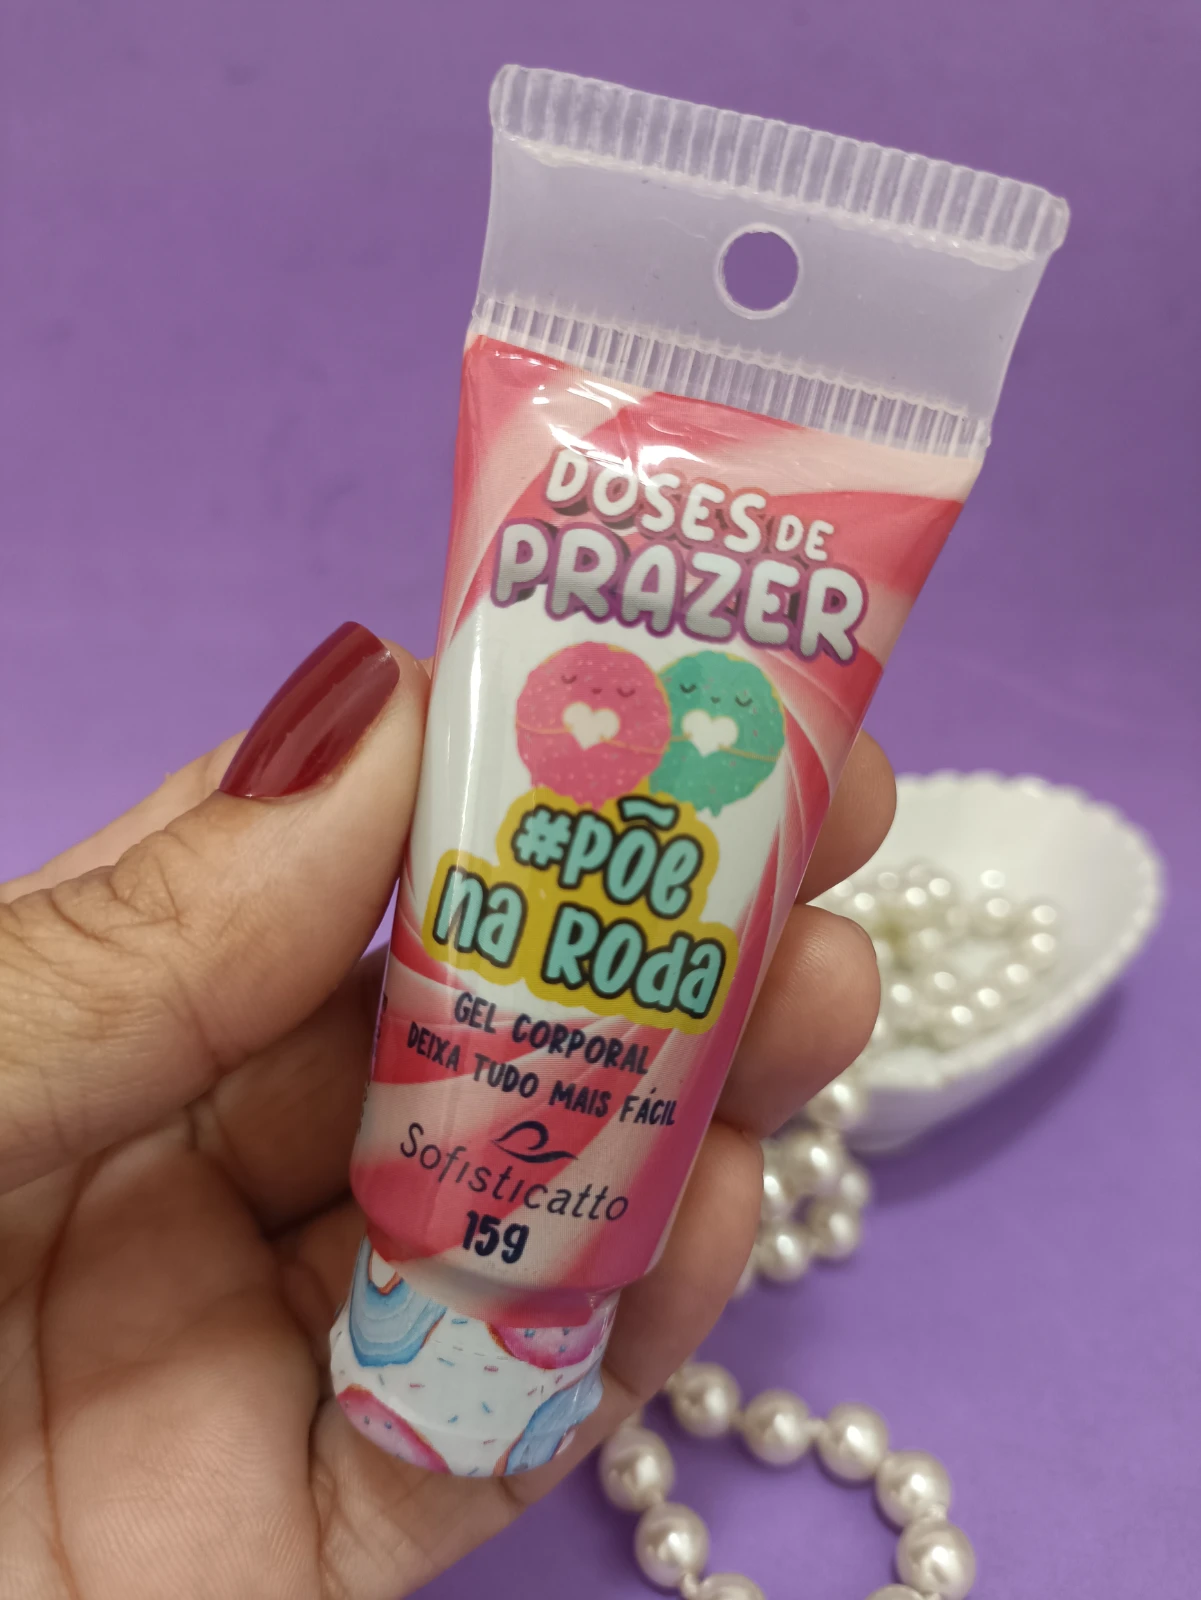 DOSES DE
PRAZER
#PÕE
NA RODA
GEL CORPORAL
DEIXA TUDO MAIS FÁCIL
Sofisticatto
15g